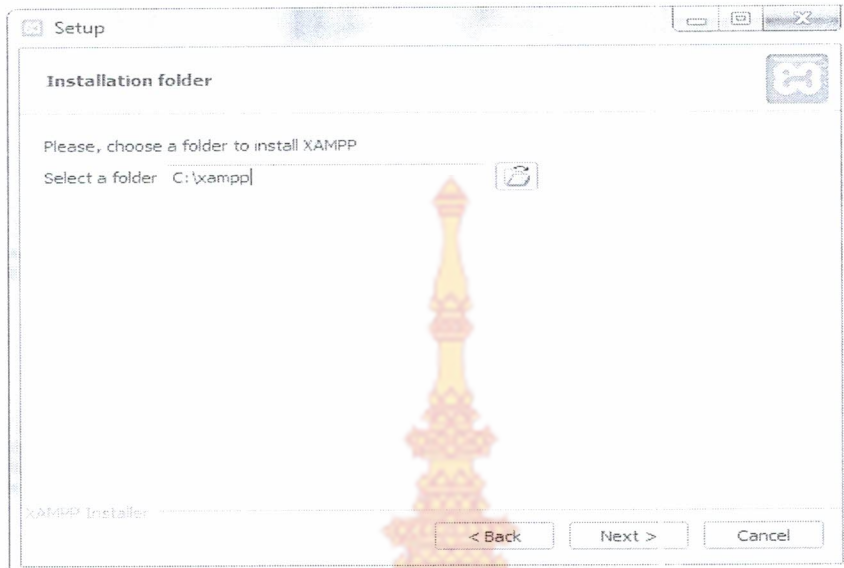 Setup
Installation folder
Please, choose a folder to install XAMPP
Select a folder C:\xampp
XAMPP Installer
< Back Next > Cancel